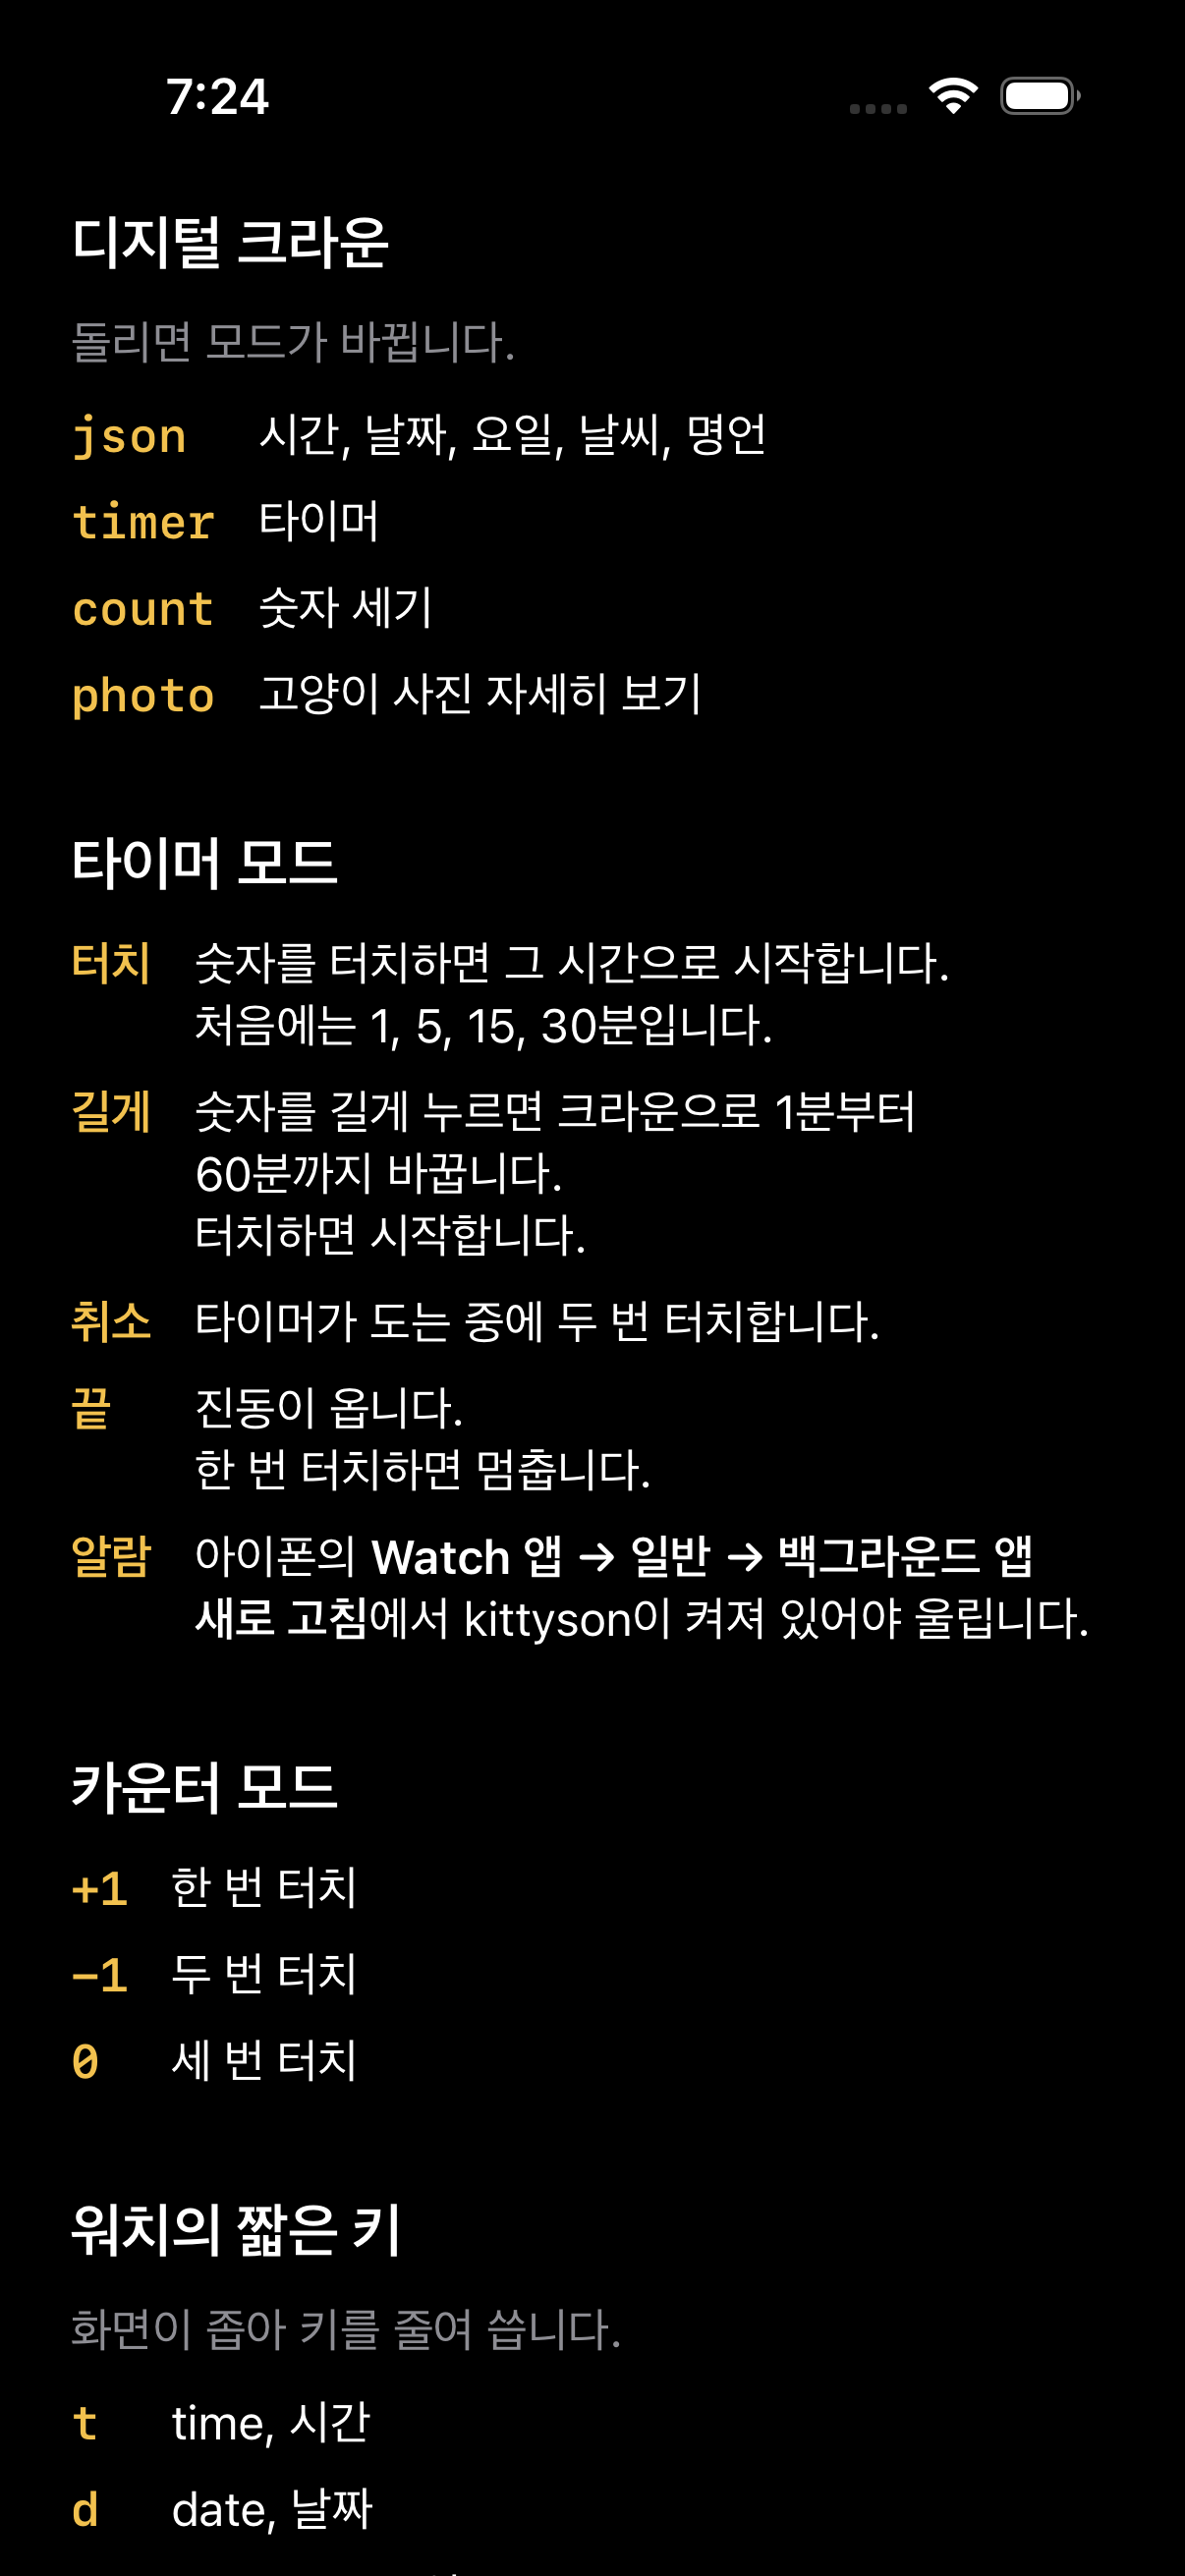 7:24
디지털 크라운
돌리면 모드가 바뀝니다.
json 시간, 날짜, 요일, 날씨, 명언
timer 타이머
count 숫자 세기
photo 고양이 사진 자세히 보기
타이머 모드
터치 숫자를 터치하면 그 시간으로 시작합니다.
처음에는 1, 5, 15, 30분입니다.
길게 숫자를 길게 누르면 크라운으로 1분부터
60분까지 바꿉니다.
터치하면 시작합니다.
취소 타이머가 도는 중에 두 번 터치합니다.
끝 진동이 옵니다.
한 번 터치하면 멈춥니다.
알람 아이폰의 Watch 앱 → 일반 → 백그라운드 앱
새로 고침에서 kittyson이 켜져 있어야 울립니다.
카운터 모드
+1 한 번 터치
−1 두 번 터치
0 세 번 터치
워치의 짧은 키
화면이 좁아 키를 줄여 씁니다.
t time, 시간
d date, 날짜